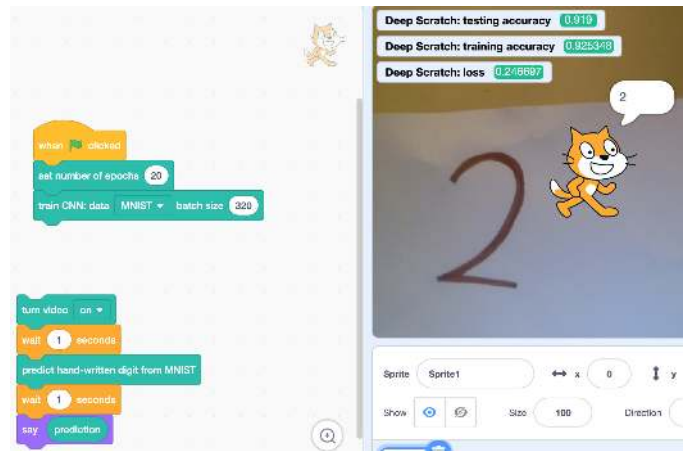 when clicked
set number of epochs 20
train CNN: data MNIST batch size 320
turn video on
wait 1 seconds
predict hand-written digit from MNIST
wait 1 seconds
say prediction
Deep Scratch: testing accuracy 0.919
Deep Scratch: training accuracy 0.925348
Deep Scratch: loss 0.246697
2
2
Sprite Sprite1 x 0 y
Show Size 100 Direction